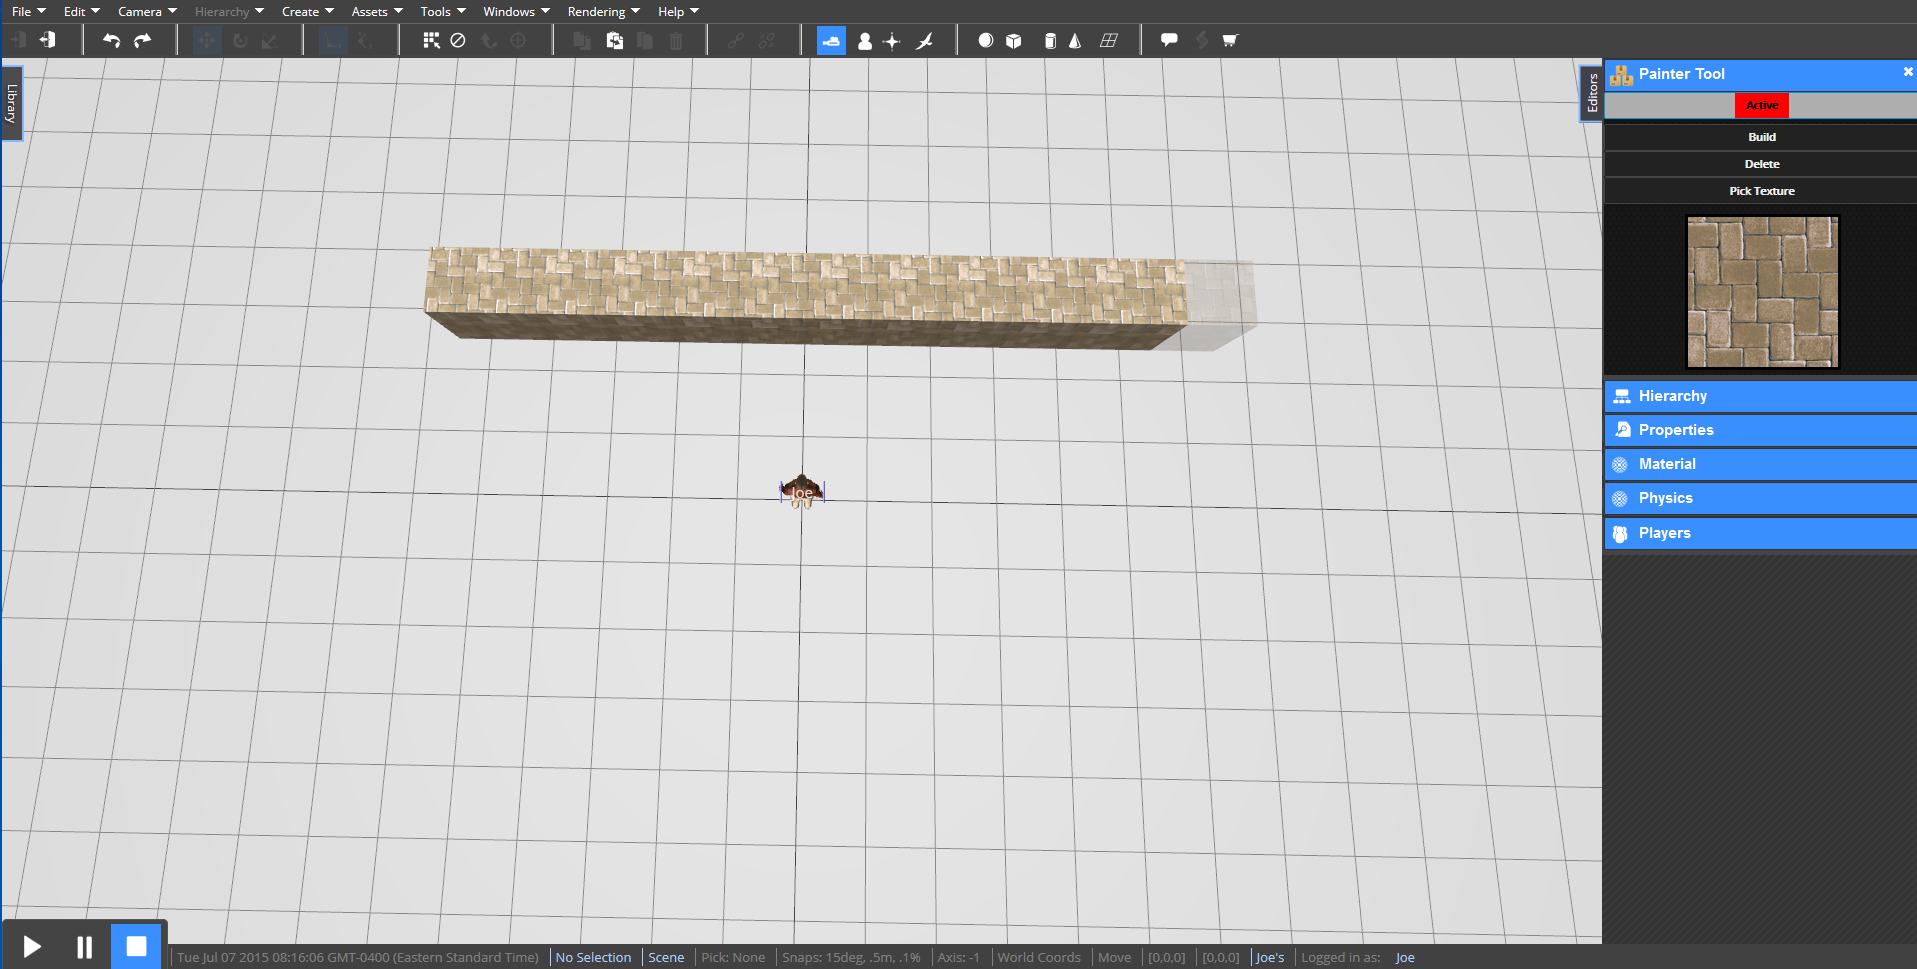 File Edit Camera Hierarchy Create Assets Tools Windows Rendering Help
Library
Editors
Painter Tool
Active
Build
Delete
Pick Texture
Hierarchy
Properties
Material
Physics
Players
Joe
Tue Jul 07 2015 08:16:06 GMT-0400 (Eastern Standard Time) No Selection Scene Pick: None Snaps: 15deg, .5m, .1% Axis: -1 World Coords Move [0,0,0] [0,0,0] Joe's Logged in as: Joe